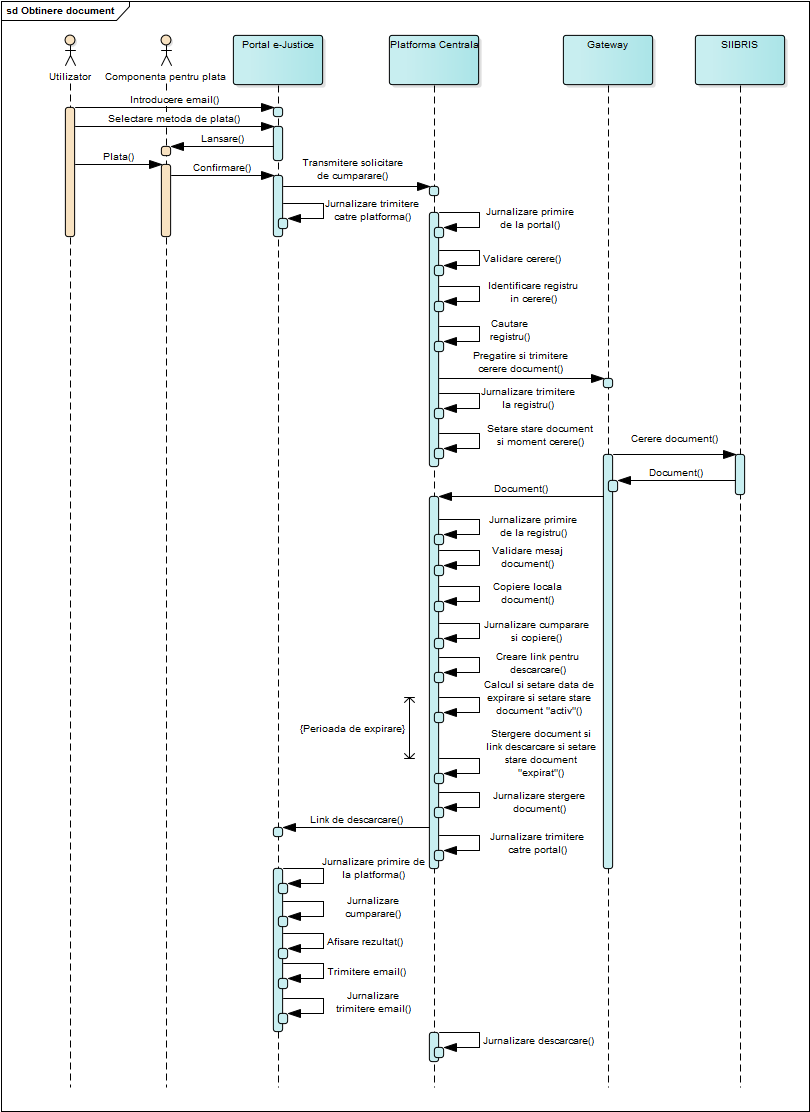 sd Obtinere document
Portal e-Justice
Platforma Centrala
Gateway
SIIBRIS
Utilizator
Componenta pentru plata
Introducere email()
Selectare metoda de plata()
Lansare()
Plata()
Confirmare()
Transmitere solicitare
de cumparare()
Jurnalizare trimitere
catre platforma()
Jurnalizare primire
de la portal()
Validare cerere()
Identificare registru
in cerere()
Cautare
registru()
Pregatire si trimitere
cerere document()
Jurnalizare trimitere
la registru()
Setare stare document
si moment cerere()
Cerere document()
Document()
Document()
Jurnalizare primire
de la registru()
Validare mesaj
document()
Copiere locala
document()
Jurnalizare cumparare
si copiere()
Creare link pentru
descarcare()
Calcul si setare data de
expirare si setare stare
document "activ"()
{Perioada de expirare}
Stergere document si
link descarcare si setare
stare document
"expirat"()
Jurnalizare stergere
document()
Link de descarcare()
Jurnalizare trimitere
catre portal()
Jurnalizare primire de
la platforma()
Jurnalizare
cumparare()
Afisare rezultat()
Trimitere email()
Jurnalizare
trimitere email()
Jurnalizare descarcare()